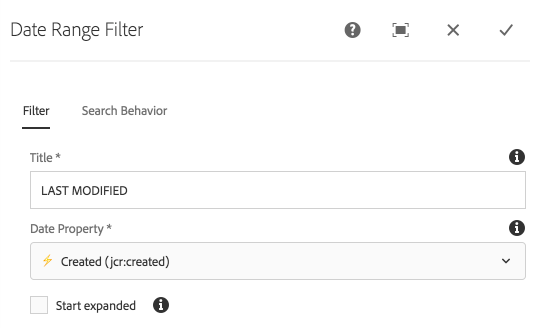 Date Range Filter
Filter
Search Behavior
Title *
LAST MODIFIED
Date Property *
Created (jcr:created)
Start expanded